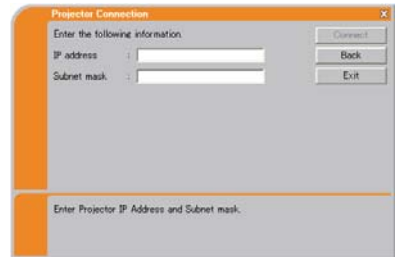 Projector Connection X
Enter the following information.
Connect
IP address :
Back
Subnet mask :
Exit
Enter Projector IP Address and Subnet mask.